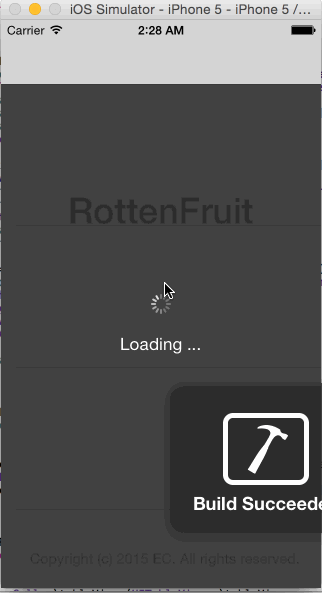 iOS Simulator - iPhone 5 - iPhone 5 /...
Carrier 2:28 AM
RottenFruit
Loading ...
Build Succeede
Copyright (c) 2015 EC. All rights reserved.